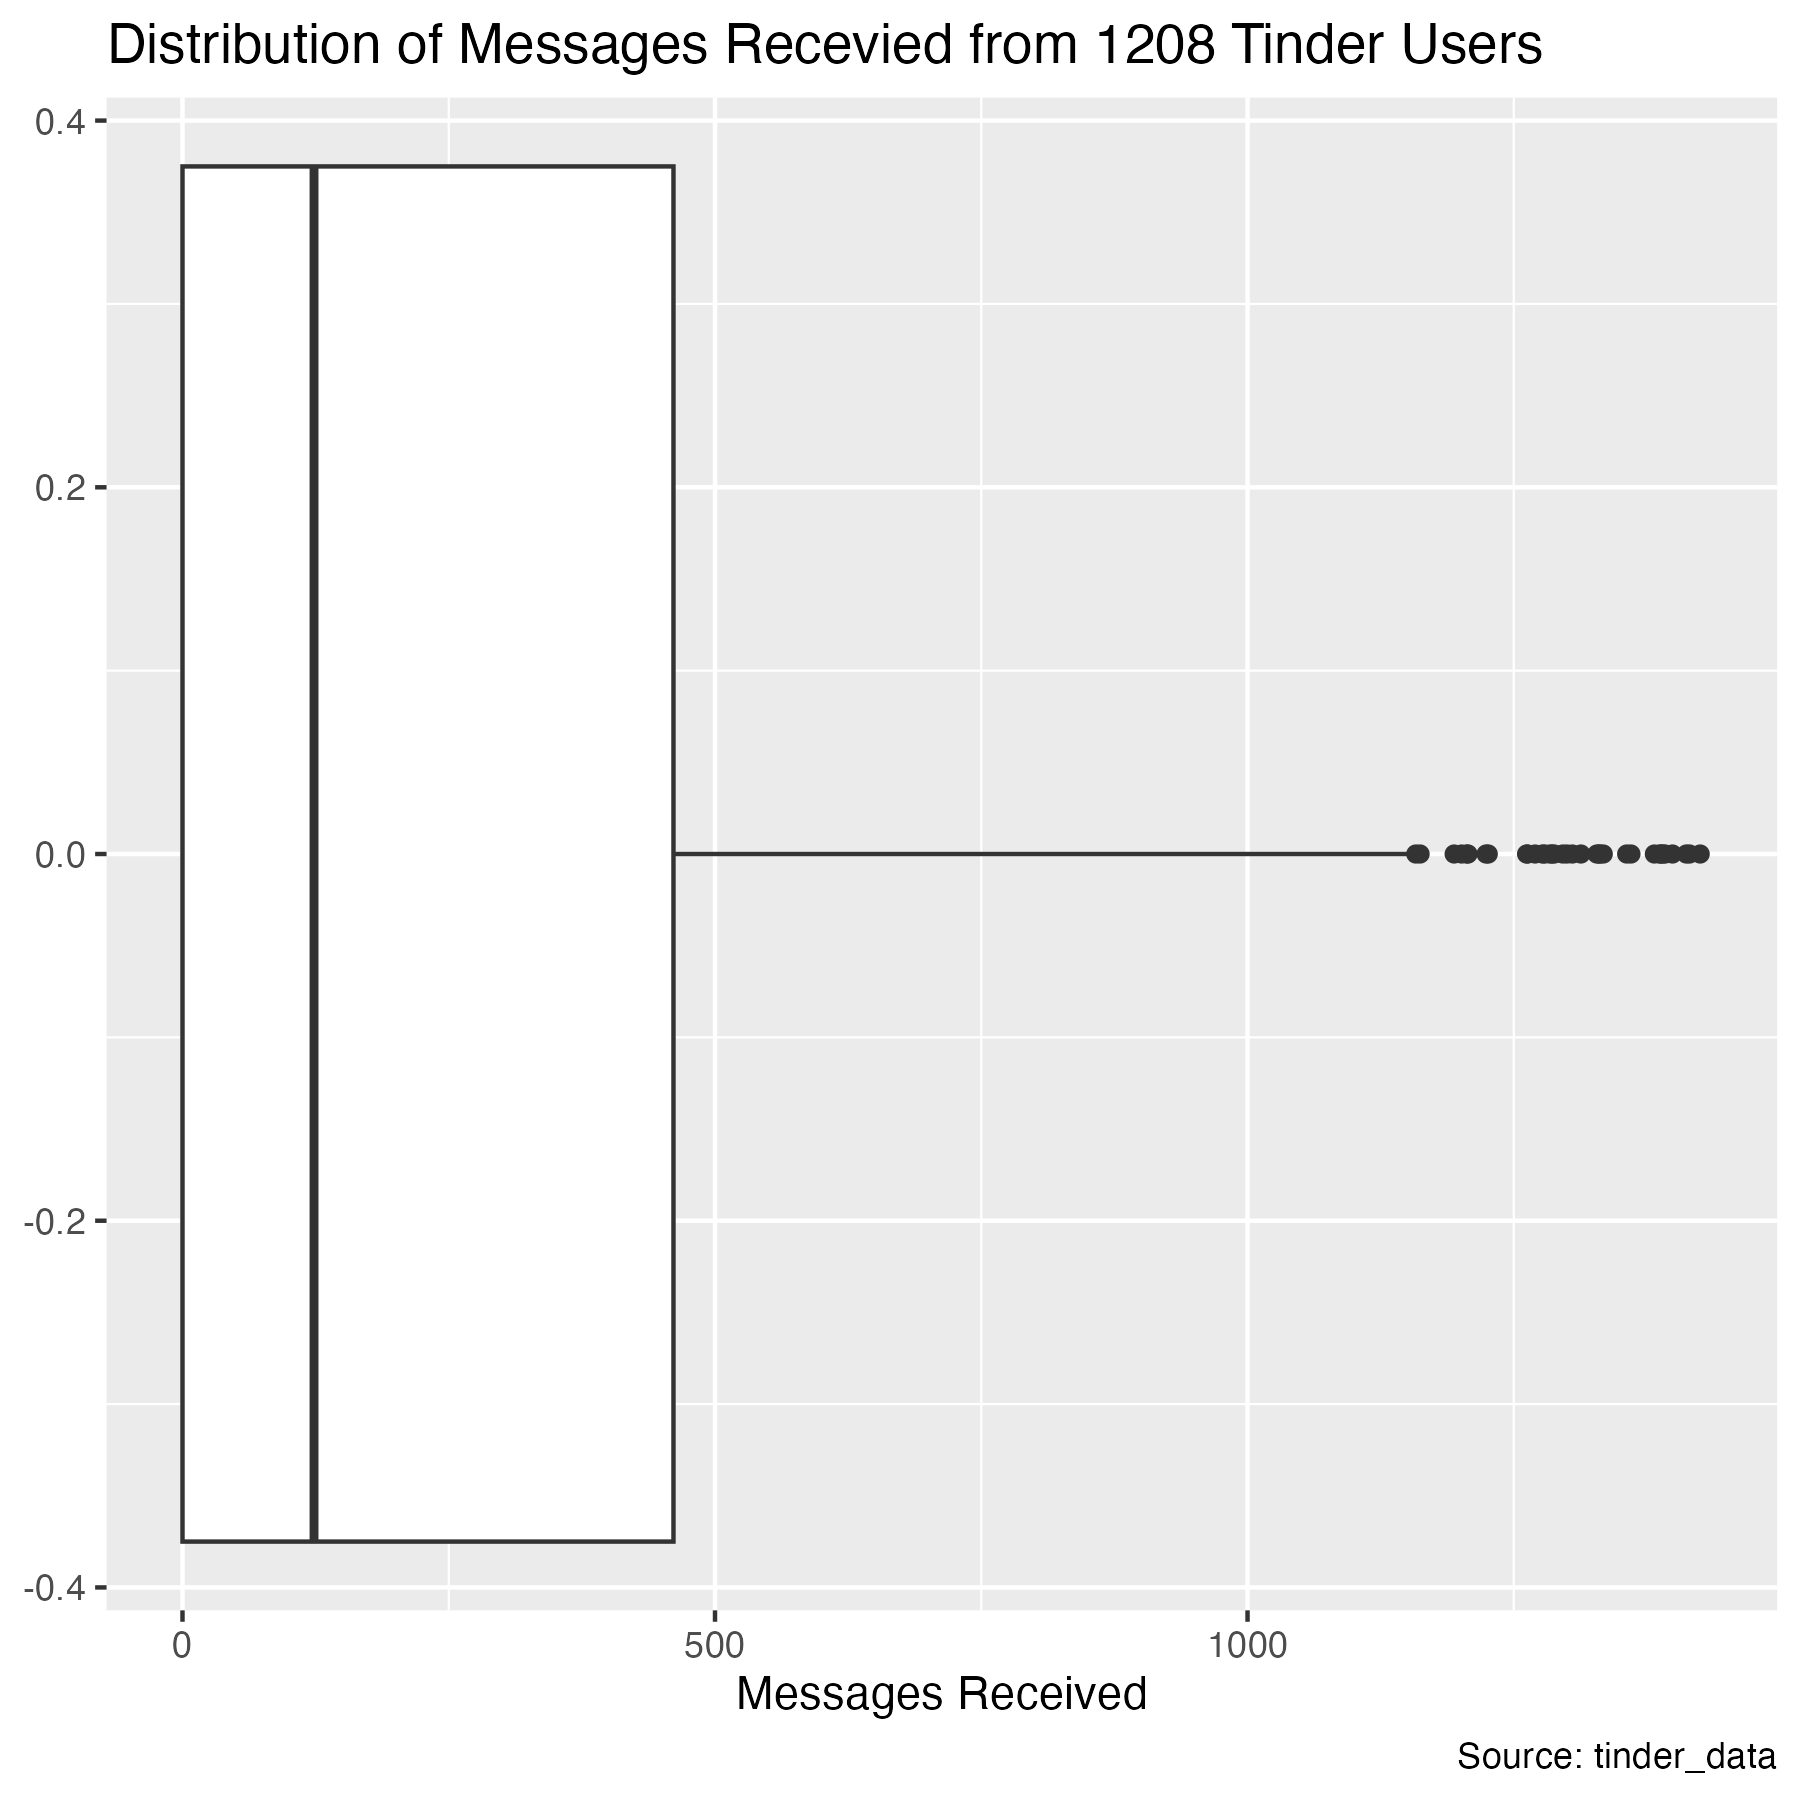 Distribution of Messages Recevied from 1208 Tinder Users
0.4
0.2
0.0
-0.2
-0.4
0 500 1000
Messages Received
Source: tinder_data